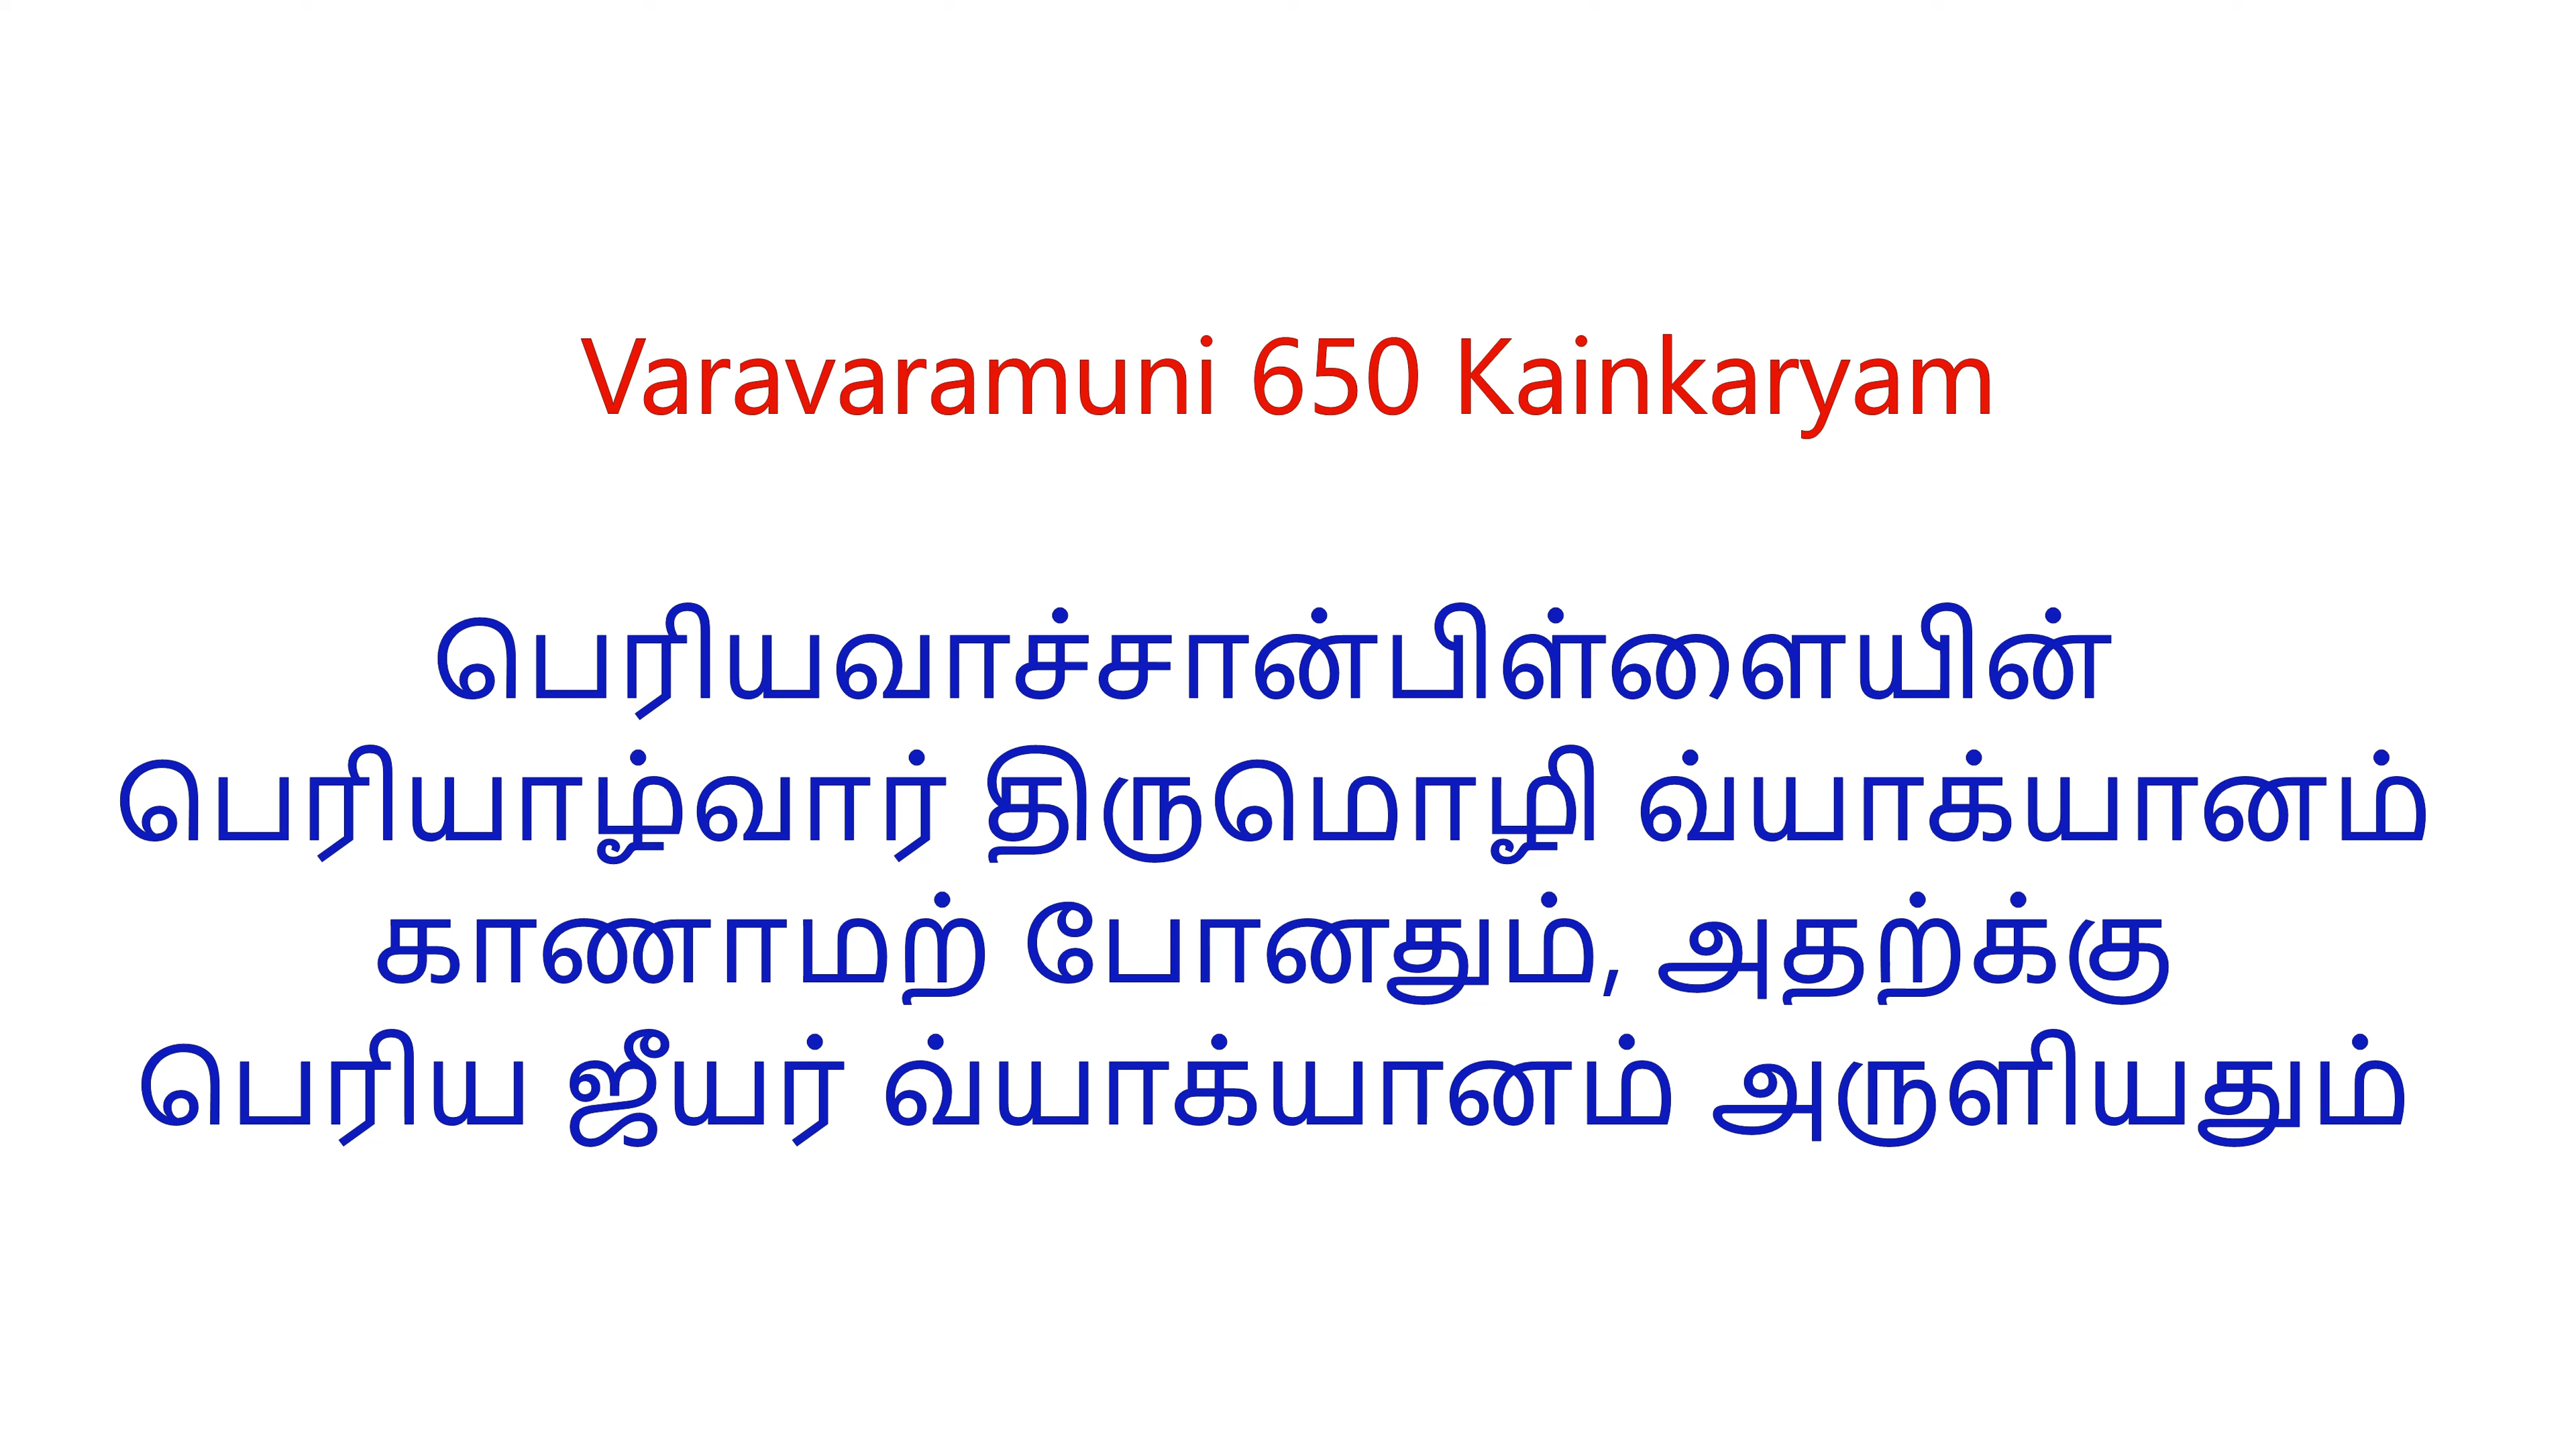 Varavaramuni 650 Kainkaryam
பெரியவாச்சான்பிள்ளையின்
பெரியாழ்வார் திருமொழி வ்யாக்யானம்
காணாமற் போனதும், அதற்க்கு
பெரிய ஜீயர் வ்யாக்யானம் அருளியதும்